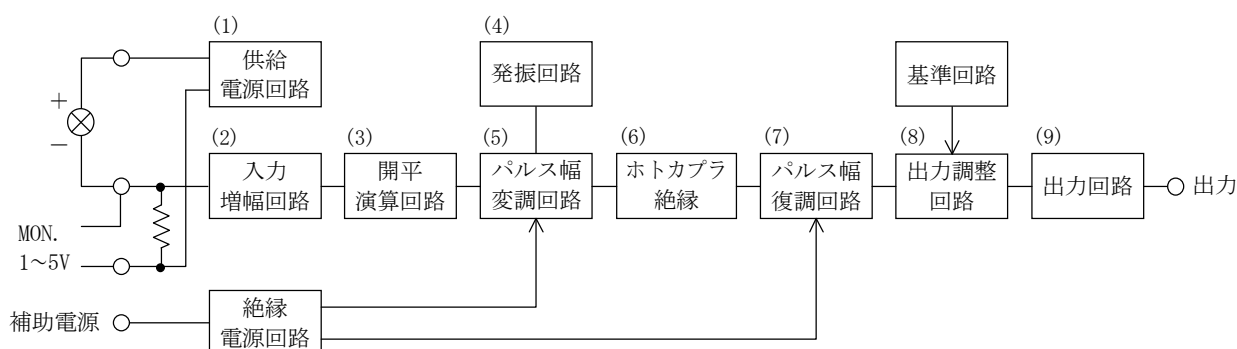 (1)
供給
電源回路
(4)
発振回路
基準回路
+
−
(2)
入力
増幅回路
(3)
開平
演算回路
(5)
パルス幅
変調回路
(6)
ホトカプラ
絶縁
(7)
パルス幅
復調回路
(8)
出力調整
回路
(9)
出力回路
出力
MON.
1~5V
補助電源
絶縁
電源回路